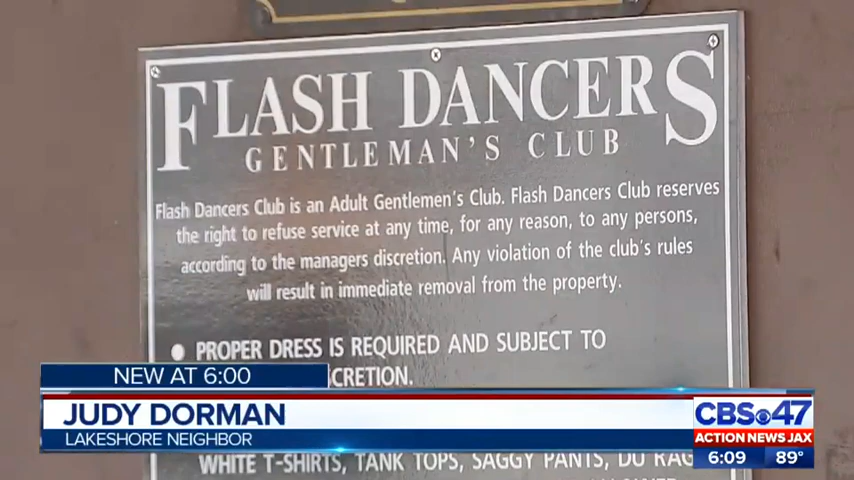 FLASH DANCERS
GENTLEMAN'S CLUB
Flash Dancers Club is an Adult Gentlemen's Club. Flash Dancers Club reserves
the right to refuse service at any time, for any reason, to any persons,
according to the managers discretion. Any violation of the club's rules
will result in immediate removal from the property.
● PROPER DRESS IS REQUIRED AND SUBJECT TO
CRETION.
NEW AT 6:00
JUDY DORMAN
LAKESHORE NEIGHBOR
CBS 47
ACTION NEWS JAX
6:09 89°
WHITE T-SHIRTS, TANK TOPS, SAGGY PANTS, DU RAG